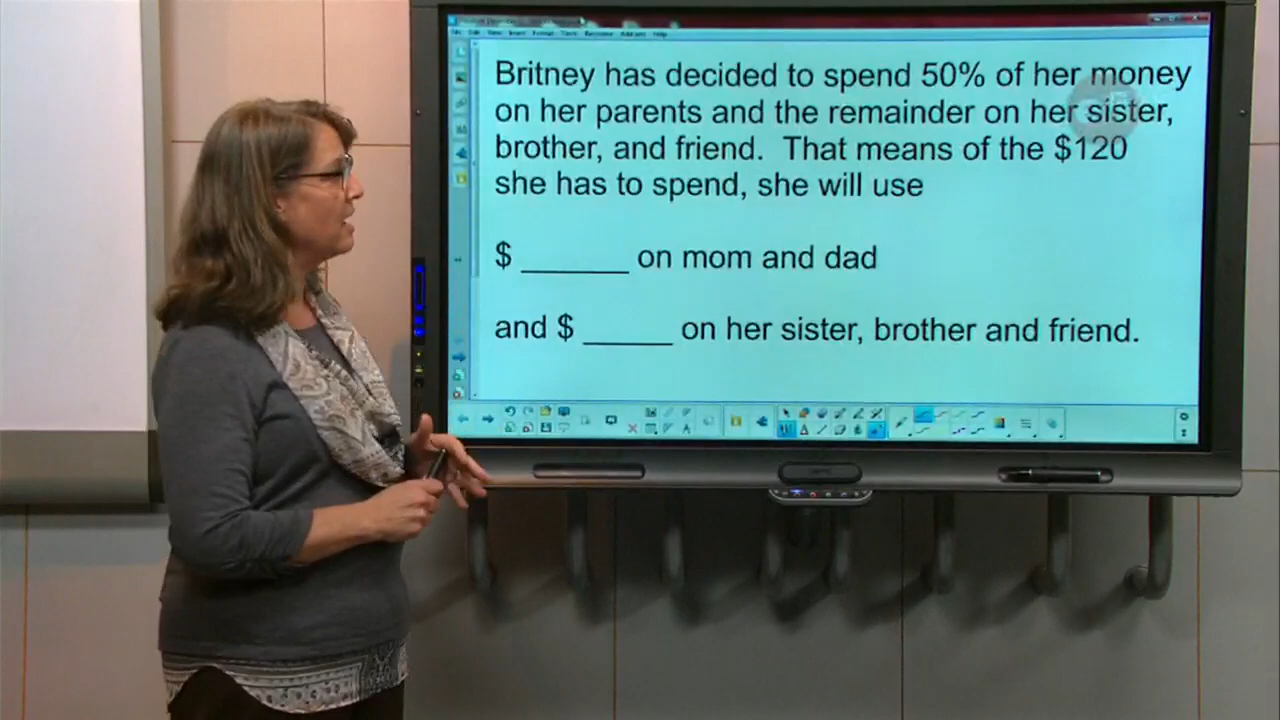 Britney has decided to spend 50% of her money
on her parents and the remainder on her sister,
brother, and friend. That means of the $120
she has to spend, she will use
$ ______ on mom and dad
and $ _____ on her sister, brother and friend.